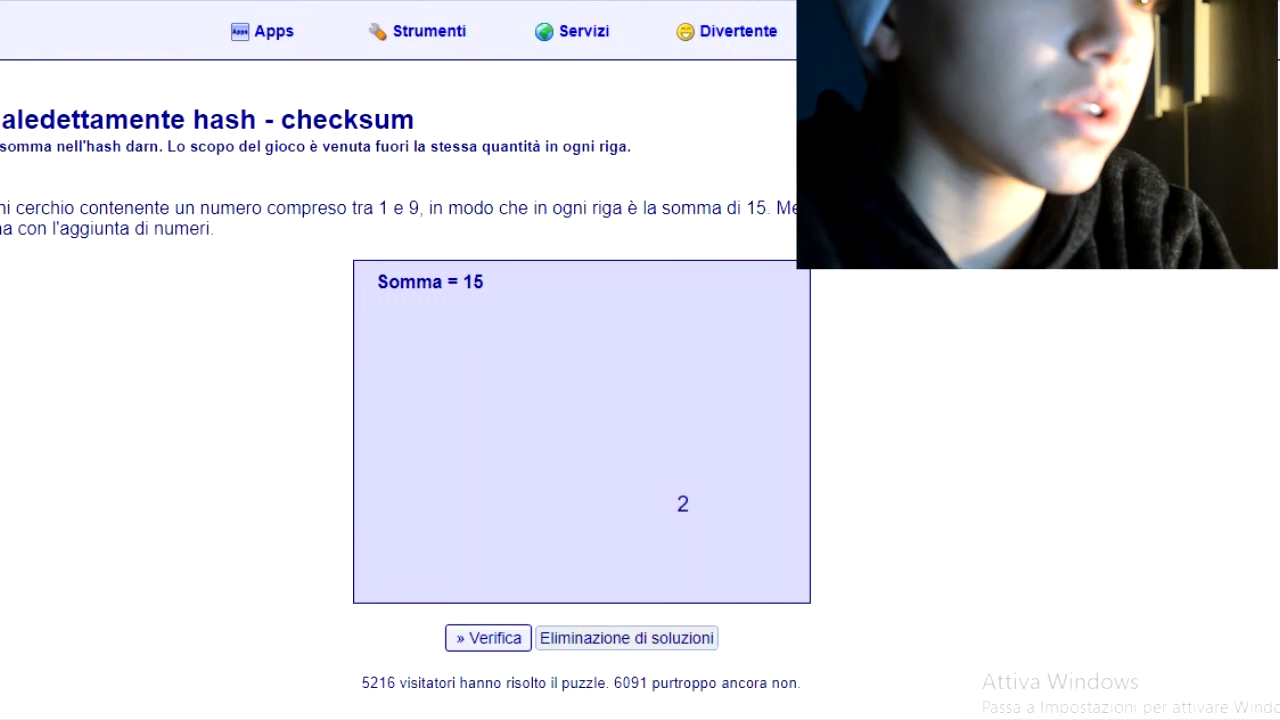 Apps Strumenti Servizi Divertente
aledettamente hash - checksum
somma nell'hash darn. Lo scopo del gioco è venuta fuori la stessa quantità in ogni riga.
ni cerchio contenente un numero compreso tra 1 e 9, in modo che in ogni riga è la somma di 15. Me
na con l'aggiunta di numeri.
Somma = 15
2
» Verifica Eliminazione di soluzioni
5216 visitatori hanno risolto il puzzle. 6091 purtroppo ancora non.
Attiva Windows
Passa a Impostazioni per attivare Windo